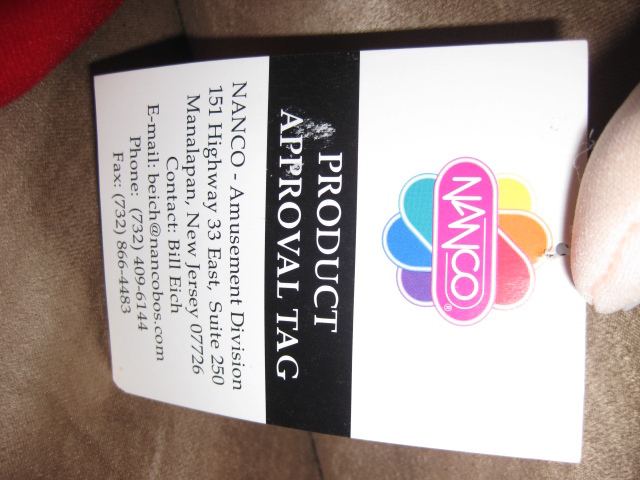 NANCO®
PRODUCT
APPROVAL TAG
NANCO - Amusement Division
151 Highway 33 East, Suite 250
Manalapan, New Jersey 07726
Contact: Bill Eich
E-mail: beich@nancobos.com
Phone: (732) 409-6144
Fax: (732) 866-4483